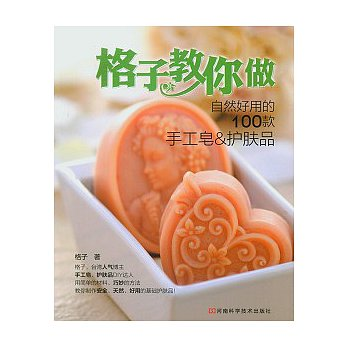 格子教你做
自然好用的
100款
手工皂&护肤品
格子 著
格子，台湾人气博主
手工皂、护肤品DIY达人
用简单的材料、巧妙的方法
教你制作安全、天然、好用的基础护肤品！
河南科学技术出版社